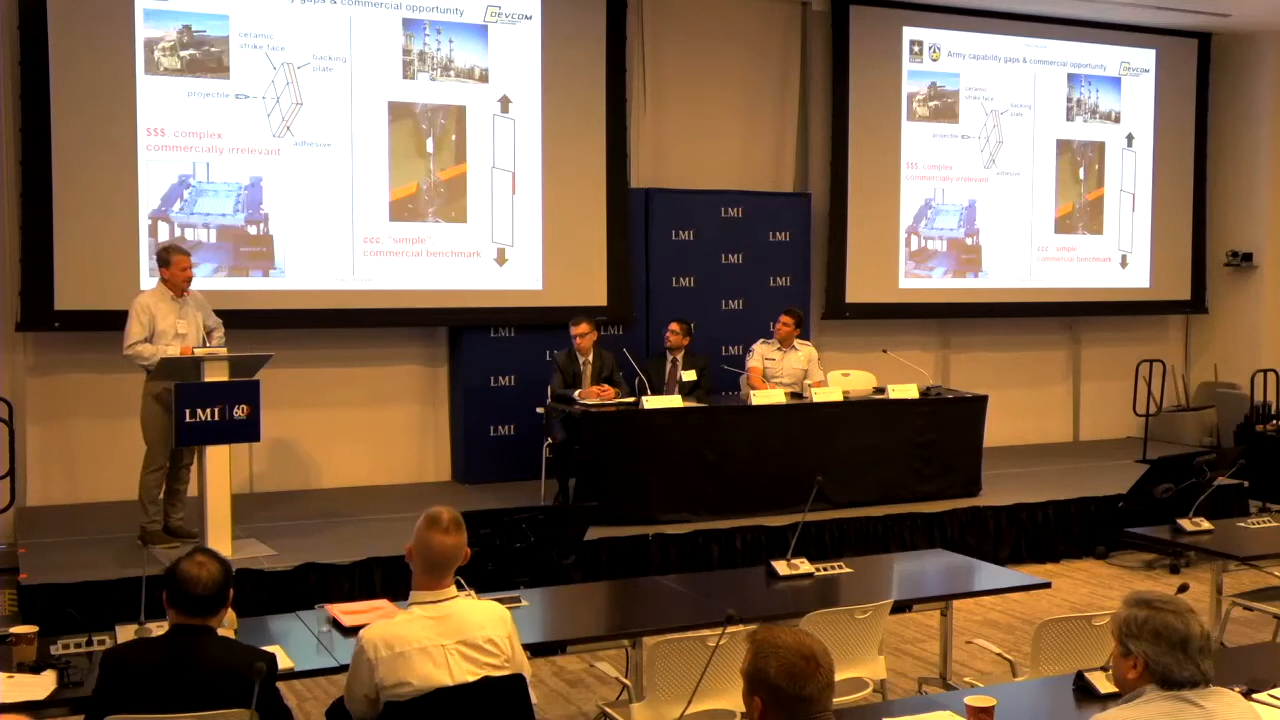 y gaps & commercial opportunity
DEVCOM
ceramic
strike face
backing
plate
projectile
adhesive
$$$, complex
commercially irrelevant
¢¢¢, "simple"
commercial benchmark
Army capability gaps & commercial opportunity
DEVCOM
ceramic
strike face
backing
plate
projectile
adhesive
$$$, complex
commercially irrelevant
¢¢¢, "simple"
commercial benchmark
LMI
LMI
LMI
LMI
LMI
LMI
LMI
LMI
LMI
LMI
LMI
LMI
LMI | 60